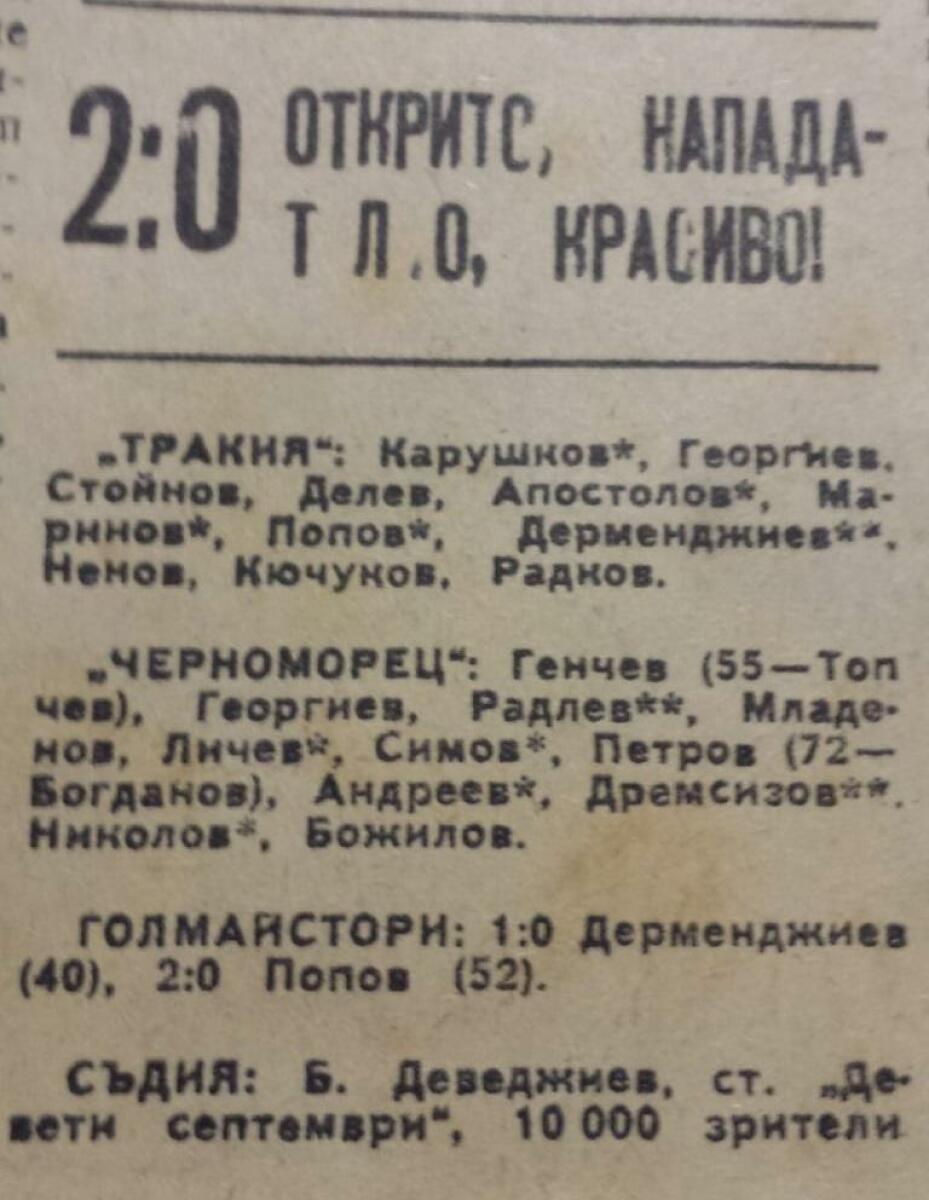 2:0 ОТКРИТО, НАПАДА-
ТЛ.О, КРАСИВО!
„ТРАКИЯ“: Карушков*, Георгиев,
Стойнов, Делев, Апостолов*, Ма-
ринов*, Попов*, Дерменджиев**,
Ненов, Кючуков, Радков.
„ЧЕРНОМОРЕЦ“: Генчев (55—Топ
чев), Георгиев, Радлев**, Младе-
нов, Личев*, Симов*, Петров (72—
Богданов), Андреев*, Дремсизов**,
Николов*, Божилов.
ГОЛМАЙСТОРИ: 1:0 Дерменджиев
(40), 2:0 Попов (52).
СЪДИЯ: Б. Деведжиев, ст. „Де-
вети септември“, 10 000 зрители